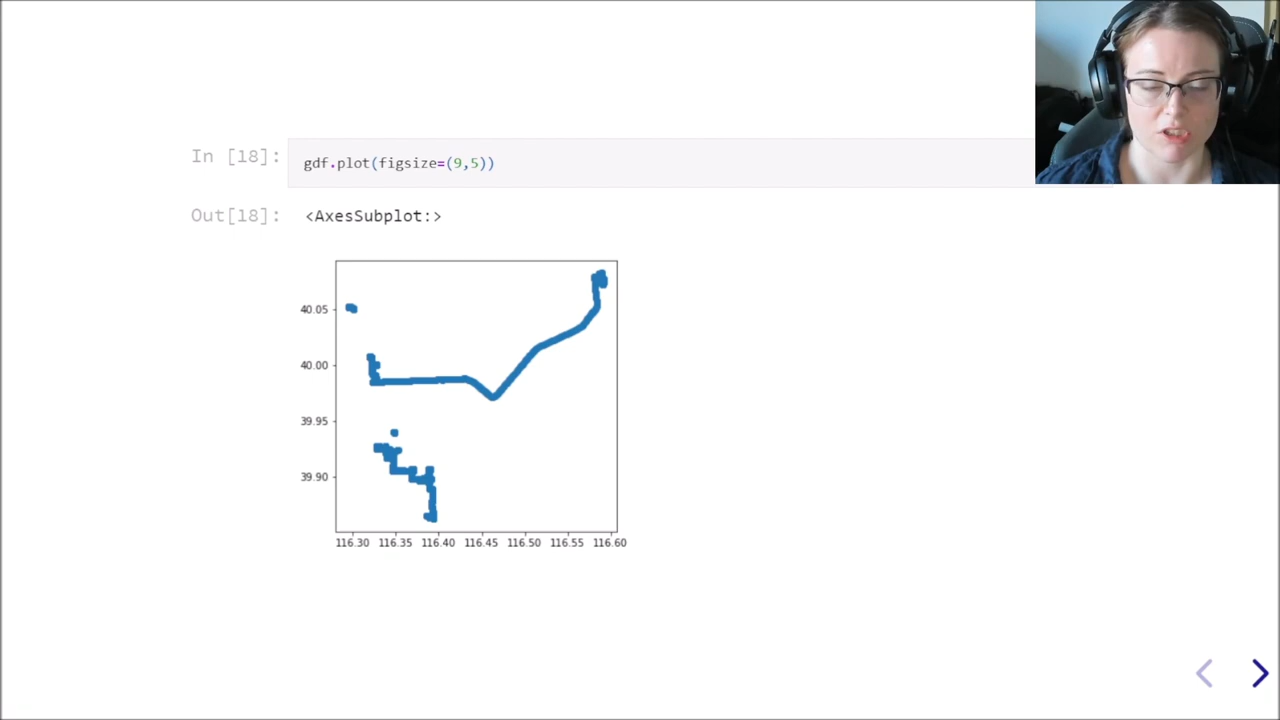 In [18]:
gdf.plot(figsize=(9,5))
Out[18]:
<AxesSubplot:>
40.05
40.00
39.95
39.90
116.30 116.35 116.40 116.45 116.50 116.55 116.60